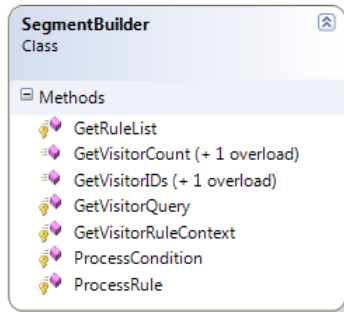 SegmentBuilder
Class
Methods
GetRuleList
GetVisitorCount (+ 1 overload)
GetVisitorIDs (+ 1 overload)
GetVisitorQuery
GetVisitorRuleContext
ProcessCondition
ProcessRule